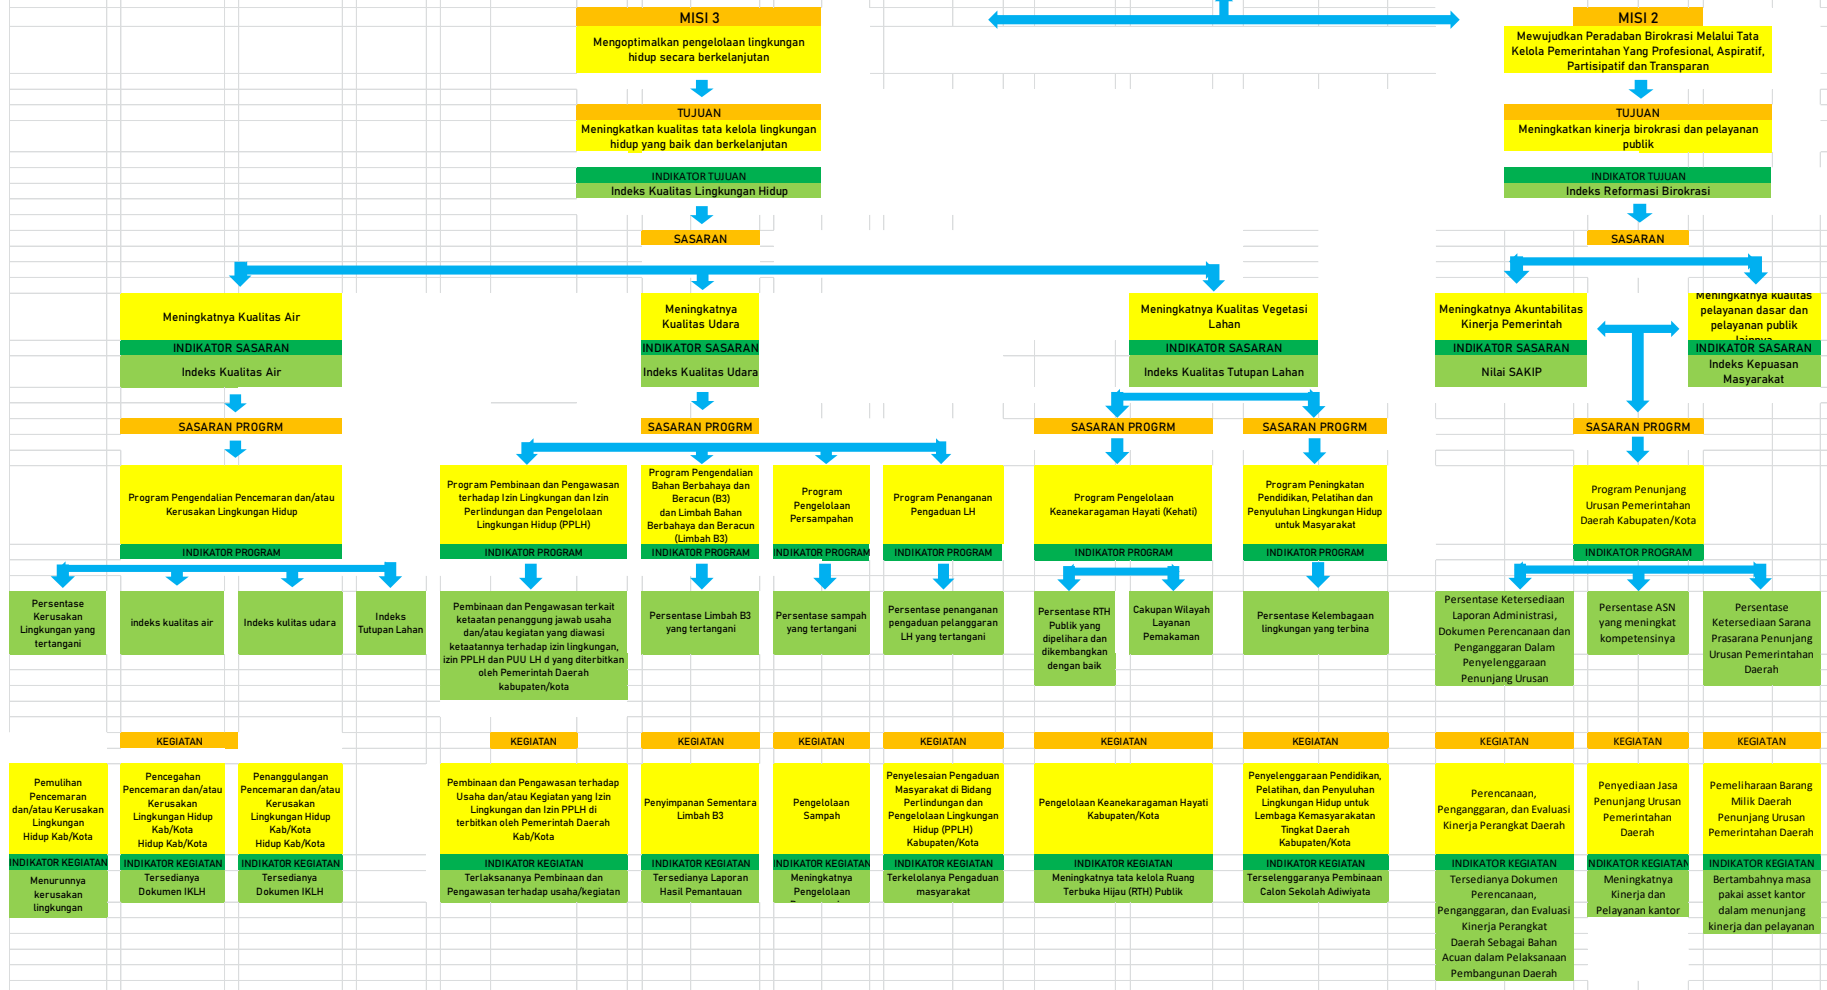 MISI 3
Mengoptimalkan pengelolaan lingkungan
hidup secara berkelanjutan
TUJUAN
Meningkatkan kualitas tata kelola lingkungan
hidup yang baik dan berkelanjutan
INDIKATOR TUJUAN
Indeks Kualitas Lingkungan Hidup
SASARAN
MISI 2
Mewujudkan Peradaban Birokrasi Melalui Tata
Kelola Pemerintahan Yang Profesional, Aspiratif,
Partisipatif dan Transparan
TUJUAN
Meningkatkan kinerja birokrasi dan pelayanan
publik
INDIKATOR TUJUAN
Indeks Reformasi Birokrasi
SASARAN
Meningkatnya Kualitas Air
INDIKATOR SASARAN
Indeks Kualitas Air
SASARAN PROGRM
Meningkatnya
Kualitas Udara
INDIKATOR SASARAN
Indeks Kualitas Udara
SASARAN PROGRM
Meningkatnya Kualitas Vegetasi
Lahan
INDIKATOR SASARAN
Indeks Kualitas Tutupan Lahan
SASARAN PROGRM
SASARAN PROGRM
Meningkatnya Akuntabilitas
Kinerja Pemerintah
INDIKATOR SASARAN
Nilai SAKIP
Meningkatnya kualitas
pelayanan dasar dan
pelayanan publik
lainnya
INDIKATOR SASARAN
Indeks Kepuasan
Masyarakat
SASARAN PROGRM
Program Pengendalian Pencemaran dan/atau
Kerusakan Lingkungan Hidup
INDIKATOR PROGRAM
Program Pembinaan dan Pengawasan
terhadap Izin Lingkungan dan Izin
Perlindungan dan Pengelolaan
Lingkungan Hidup (PPLH)
INDIKATOR PROGRAM
Program Pengendalian
Bahan Berbahaya dan
Beracun (B3)
dan Limbah Bahan
Berbahaya dan Beracun
(Limbah B3)
INDIKATOR PROGRAM
Program
Pengelolaan
Persampahan
INDIKATOR PROGRAM
Program Penanganan
Pengaduan LH
INDIKATOR PROGRAM
Program Pengelolaan
Keanekaragaman Hayati (Kehati)
INDIKATOR PROGRAM
Program Peningkatan
Pendidikan, Pelatihan dan
Penyuluhan Lingkungan Hidup
untuk Masyarakat
INDIKATOR PROGRAM
Program Penunjang
Urusan Pemerintahan
Daerah Kabupaten/Kota
INDIKATOR PROGRAM
Persentase
Kerusakan
Lingkungan yang
tertangani
indeks kualitas air
Indeks kulitas udara
Indeks
Tutupan Lahan
Pembinaan dan Pengawasan terkait
ketaatan penanggung jawab usaha
dan/atau kegiatan yang diawasi
ketaatannya terhadap izin lingkungan,
izin PPLH dan PUU LH d yang diterbitkan
oleh Pemerintah Daerah
kabupaten/kota
Persentase Limbah B3
yang tertangani
Persentase sampah
yang tertangani
Persentase penanganan
pengaduan pelanggaran
LH yang tertangani
Persentase RTH
Publik yang
dipelihara dan
dikembangkan
dengan baik
Cakupan Wilayah
Layanan
Pemakaman
Persentase Kelembagaan
lingkungan yang terbina
Persentase Ketersediaan
Laporan Administrasi,
Dokumen Perencanaan dan
Penganggaran Dalam
Penyelenggaraan
Penunjang Urusan
Persentase ASN
yang meningkat
kompetensinya
Persentase
Ketersediaan Sarana
Prasarana Penunjang
Urusan Pemerintahan
Daerah
KEGIATAN
KEGIATAN
KEGIATAN
KEGIATAN
KEGIATAN
KEGIATAN
KEGIATAN
KEGIATAN
KEGIATAN
KEGIATAN
Pemulihan
Pencemaran
dan/atau Kerusakan
Lingkungan
Hidup Kab/Kota
INDIKATOR KEGIATAN
Menurunnya
kerusakan
lingkungan
Pencegahan
Pencemaran dan/atau
Kerusakan
Lingkungan Hidup
Kab/Kota
Hidup Kab/Kota
INDIKATOR KEGIATAN
Tersedianya
Dokumen IKLH
Penanggulangan
Pencemaran dan/atau
Kerusakan
Lingkungan Hidup
Kab/Kota
Hidup Kab/Kota
INDIKATOR KEGIATAN
Tersedianya
Dokumen IKLH
Pembinaan dan Pengawasan terhadap
Usaha dan/atau Kegiatan yang Izin
Lingkungan dan Izin PPLH di
terbitkan oleh Pemerintah Daerah
Kab/Kota
INDIKATOR KEGIATAN
Terlaksananya Pembinaan dan
Pengawasan terhadap usaha/kegiatan
Penyimpanan Sementara
Limbah B3
INDIKATOR KEGIATAN
Tersedianya Laporan
Hasil Pemantauan
Pengelolaan
Sampah
INDIKATOR KEGIATAN
Meningkatnya
Pengelolaan
Penyelesaian Pengaduan
Masyarakat di Bidang
Perlindungan dan
Pengelolaan Lingkungan
Hidup (PPLH)
Kabupaten/Kota
INDIKATOR KEGIATAN
Terkelolanya Pengaduan
masyarakat
Pengelolaan Keanekaragaman Hayati
Kabupaten/Kota
INDIKATOR KEGIATAN
Meningkatnya tata kelola Ruang
Terbuka Hijau (RTH) Publik
Penyelenggaraan Pendidikan,
Pelatihan, dan Penyuluhan
Lingkungan Hidup untuk
Lembaga Kemasyarakatan
Tingkat Daerah
Kabupaten/Kota
INDIKATOR KEGIATAN
Terselenggaranya Pembinaan
Calon Sekolah Adiwiyata
Perencanaan,
Penganggaran, dan Evaluasi
Kinerja Perangkat Daerah
INDIKATOR KEGIATAN
Tersedianya Dokumen
Perencanaan,
Penganggaran, dan Evaluasi
Kinerja Perangkat
Daerah Sebagai Bahan
Acuan dalam Pelaksanaan
Pembangunan Daerah
Penyediaan Jasa
Penunjang Urusan
Pemerintahan
Daerah
INDIKATOR KEGIATAN
Meningkatnya
Kinerja dan
Pelayanan kantor
Pemeliharaan Barang
Milik Daerah
Penunjang Urusan
Pemerintahan Daerah
INDIKATOR KEGIATAN
Bertambahnya masa
pakai asset kantor
dalam menunjang
kinerja dan pelayanan